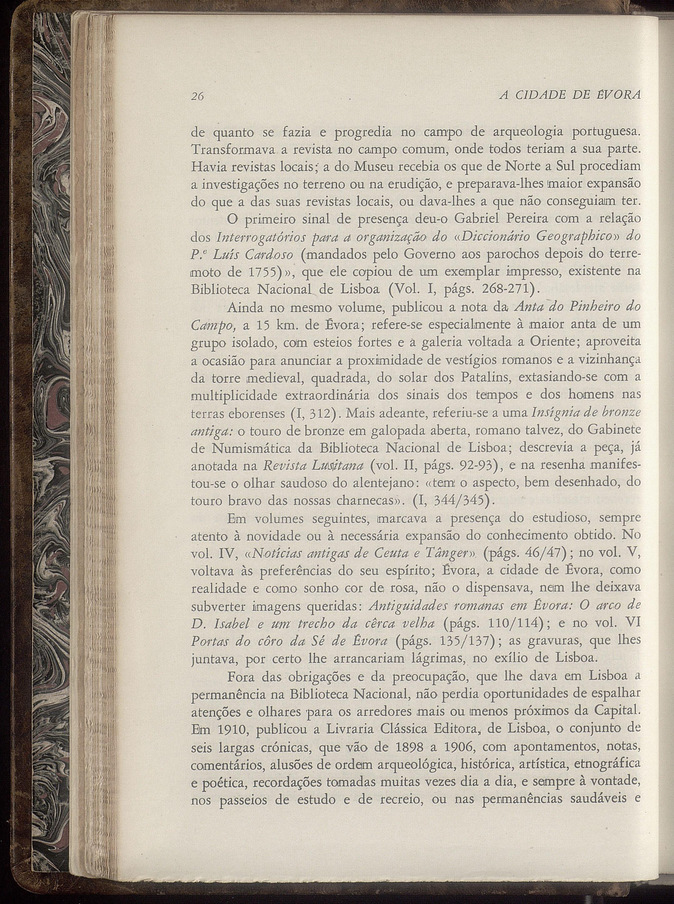 26 A CIDADE DE ÉVORA
de quanto se fazia e progredia no campo de arqueologia portuguesa.
Transformava a revista no campo comum, onde todos teriam a sua parte.
Havia revistas locais; a do Museu recebia os que de Norte a Sul procediam
a investigações no terreno ou na erudição, e preparava-lhes maior expansão
do que a das suas revistas locais, ou dava-lhes a que não conseguiam ter.
O primeiro sinal de presença deu-o Gabriel Pereira com a relação
dos Interrogatórios para a organização do «Diccionário Geographico» do
P.e Luís Cardoso (mandados pelo Governo aos parochos depois do terre-
moto de 1755)», que ele copiou de um exemplar impresso, existente na
Biblioteca Nacional de Lisboa (Vol. I, págs. 268-271).
Ainda no mesmo volume, publicou a nota da Anta do Pinheiro do
Campo, a 15 km. de Évora; refere-se especialmente à maior anta de um
grupo isolado, com esteios fortes e a galeria voltada a Oriente; aproveita
a ocasião para anunciar a proximidade de vestígios romanos e a vizinhança
da torre medieval, quadrada, do solar dos Patalins, extasiando-se com a
multiplicidade extraordinária dos sinais dos tempos e dos homens nas
terras eborenses (I, 312). Mais adeante, referiu-se a uma Insígnia de bronze
antiga: o touro de bronze em galopada aberta, romano talvez, do Gabinete
de Numismática da Biblioteca Nacional de Lisboa; descrevia a peça, já
anotada na Revista Lusitana (vol. II, págs. 92-93), e na resenha manifes-
tou-se o olhar saudoso do alentejano: «tem o aspecto, bem desenhado, do
touro bravo das nossas charnecas». (I, 344/345).
Em volumes seguintes, marcava a presença do estudioso, sempre
atento à novidade ou à necessária expansão do conhecimento obtido. No
vol. IV, «Notícias antigas de Ceuta e Tânger» (págs. 46/47); no vol. V,
voltava às preferências do seu espírito; Évora, a cidade de Évora, como
realidade e como sonho cor de rosa, não o dispensava, nem lhe deixava
subverter imagens queridas: Antiguidades romanas em Évora: O arco de
D. Isabel e um trecho da cêrca velha (págs. 110/114); e no vol. VI
Portas do côro da Sé de Évora (págs. 135/137); as gravuras, que lhes
juntava, por certo lhe arrancariam lágrimas, no exílio de Lisboa.
Fora das obrigações e da preocupação, que lhe dava em Lisboa a
permanência na Biblioteca Nacional, não perdia oportunidades de espalhar
atenções e olhares para os arredores mais ou menos próximos da Capital.
Em 1910, publicou a Livraria Clássica Editora, de Lisboa, o conjunto de
seis largas crónicas, que vão de 1898 a 1906, com apontamentos, notas,
comentários, alusões de ordem arqueológica, histórica, artística, etnográfica
e poética, recordações tomadas muitas vezes dia a dia, e sempre à vontade,
nos passeios de estudo e de recreio, ou nas permanências saudáveis e